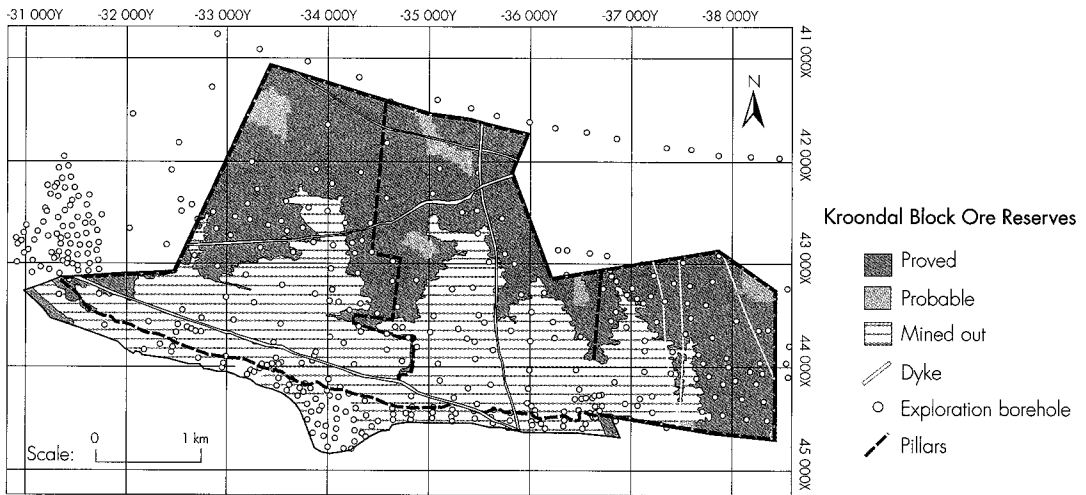 -31 000Y -32 000Y -33 000Y -34 000Y -35 000Y -36 000Y -37 000Y -38 000Y
41 000X
42 000X
43 000X
44 000X
45 000X
N
Scale: 0 1 km
Kroondal Block Ore Reserves
Proved
Probable
Mined out
Dyke
Exploration borehole
Pillars